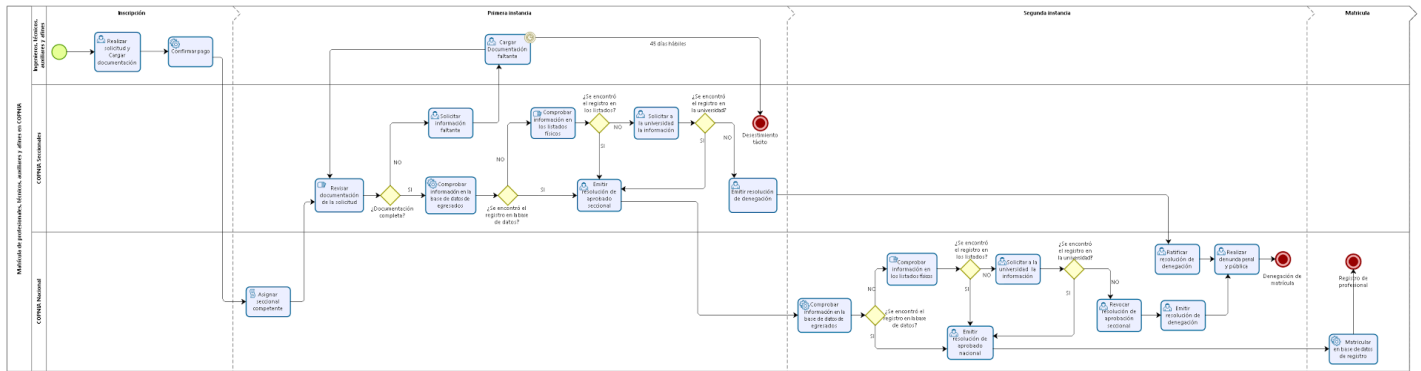 Inscripción
Primera instancia
Segunda instancia
Matrícula
Matrícula de profesionales, técnicos, auxiliares y afines en COPNIA
Ingenieros, técnicos,
auxiliares y afines
Realizar
solicitud y
Cargar
documentación
Confirmar pago
Cargar
Documentación
faltante
45 días hábiles
COPNIA Seccionales
Solicitar
información
faltante
NO
Revisar
documentación
de la solicitud
¿Documentación
completa?
SI
Comprobar
información en la
base de datos de
egresados
¿Se encontró el
registro en la base
de datos?
NO
SI
Comprobar
información en
los listados
físicos
¿Se encontró
el registro en
los listados?
NO
SI
Solicitar a
la universidad
la información
¿Se encontró
el registro en
la universidad?
SI
NO
Emitir
resolución de
aprobado
seccional
Desestimiento
tácito
Emitir resolución
de denegación
COPNIA Nacional
Asignar
seccional
competente
Comprobar
información en la
base de datos de
egresados
¿Se encontró el
registro en la base
de datos?
NO
SI
Comprobar
información en
los listados físicos
¿Se encontró
el registro en
los listados?
NO
SI
Solicitar a la
universidad la
información
¿Se encontró
el registro en
la universidad?
NO
SI
Emitir
resolución de
aprobado
nacional
Revocar
resolución de
aprobación
seccional
Emitir
resolución de
denegación
Ratificar
resolución de
denegación
Realizar
denuncia penal
y pública
Denegación de
matrícula
Registro de
profesional
Matricular
en base de datos
de registro